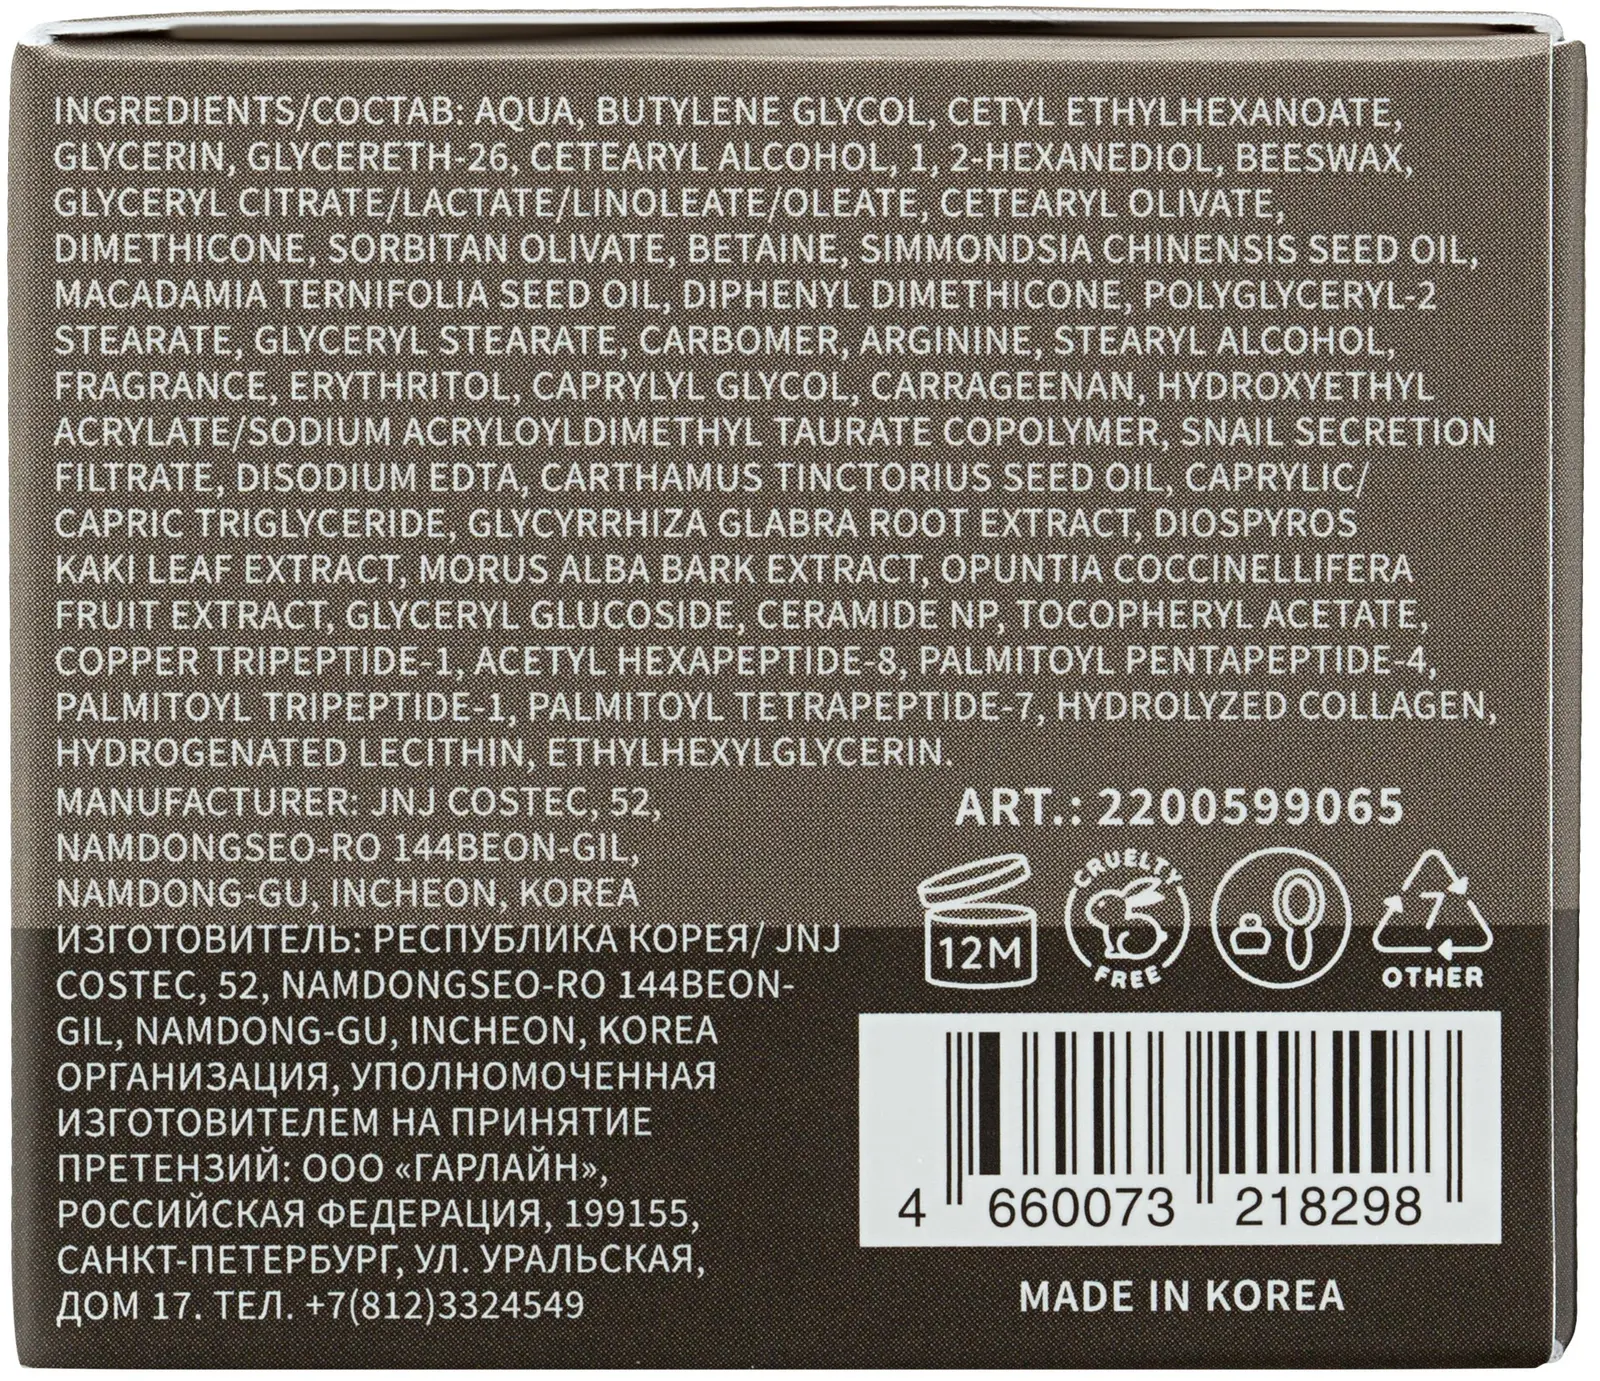 INGREDIENTS/СОСТАВ: AQUA, BUTYLENE GLYCOL, CETYL ETHYLHEXANOATE,
GLYCERIN, GLYCERETH-26, CETEARYL ALCOHOL, 1, 2-HEXANEDIOL, BEESWAX,
GLYCERYL CITRATE/LACTATE/LINOLEATE/OLEATE, CETEARYL OLIVATE,
DIMETHICONE, SORBITAN OLIVATE, BETAINE, SIMMONDSIA CHINENSIS SEED OIL,
MACADAMIA TERNIFOLIA SEED OIL, DIPHENYL DIMETHICONE, POLYGLYCERYL-2
STEARATE, GLYCERYL STEARATE, CARBOMER, ARGININE, STEARYL ALCOHOL,
FRAGRANCE, ERYTHRITOL, CAPRYLYL GLYCOL, CARRAGEENAN, HYDROXYETHYL
ACRYLATE/SODIUM ACRYLOYLDIMETHYL TAURATE COPOLYMER, SNAIL SECRETION
FILTRATE, DISODIUM EDTA, CARTHAMUS TINCTORIUS SEED OIL, CAPRYLIC/
CAPRIC TRIGLYCERIDE, GLYCYRRHIZA GLABRA ROOT EXTRACT, DIOSPYROS
KAKI LEAF EXTRACT, MORUS ALBA BARK EXTRACT, OPUNTIA COCCINELLIFERA
FRUIT EXTRACT, GLYCERYL GLUCOSIDE, CERAMIDE NP, TOCOPHERYL ACETATE,
COPPER TRIPEPTIDE-1, ACETYL HEXAPEPTIDE-8, PALMITOYL PENTAPEPTIDE-4,
PALMITOYL TRIPEPTIDE-1, PALMITOYL TETRAPEPTIDE-7, HYDROLYZED COLLAGEN,
HYDROGENATED LECITHIN, ETHYLHEXYLGLYCERIN.
MANUFACTURER: JNJ COSTEC, 52,
NAMDONGSEO-RO 144BEON-GIL,
NAMDONG-GU, INCHEON, KOREA
ИЗГОТОВИТЕЛЬ: РЕСПУБЛИКА КОРЕЯ/ JNJ
COSTEC, 52, NAMDONGSEO-RO 144BEON-
GIL, NAMDONG-GU, INCHEON, KOREA
ОРГАНИЗАЦИЯ, УПОЛНОМОЧЕННАЯ
ИЗГОТОВИТЕЛЕМ НА ПРИНЯТИЕ
ПРЕТЕНЗИЙ: ООО «ГАРЛАЙН»,
РОССИЙСКАЯ ФЕДЕРАЦИЯ, 199155,
САНКТ-ПЕТЕРБУРГ, УЛ. УРАЛЬСКАЯ,
ДОМ 17. ТЕЛ. +7(812)3324549
ART.: 2200599065
12M
CRUELTY
FREE
7
OTHER
4 660073 218298
MADE IN KOREA